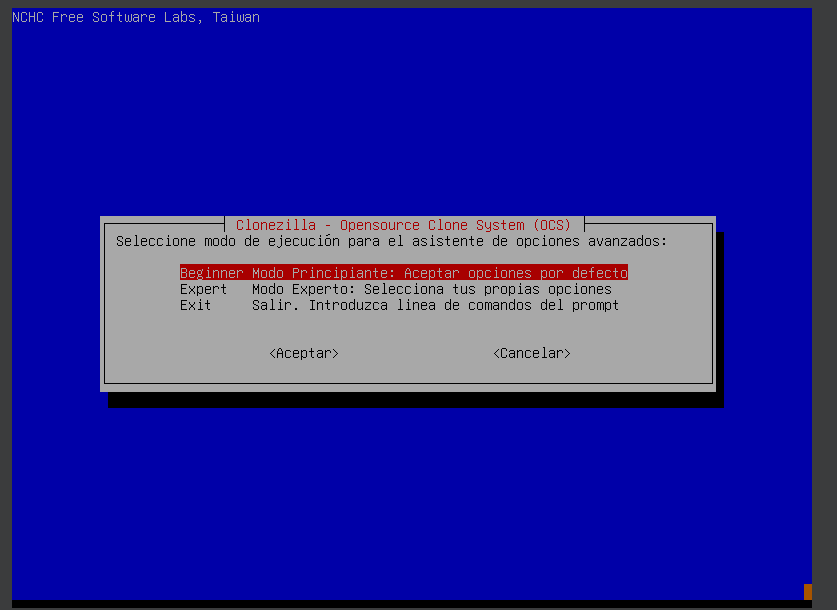 NCHC Free Software Labs, Taiwan
Clonezilla - Opensource Clone System (OCS)
Seleccione modo de ejecución para el asistente de opciones avanzados:
Beginner Modo Principiante: Aceptar opciones por defecto
Expert Modo Experto: Selecciona tus propias opciones
Exit Salir. Introduzca linea de comandos del prompt
<Aceptar> <Cancelar>